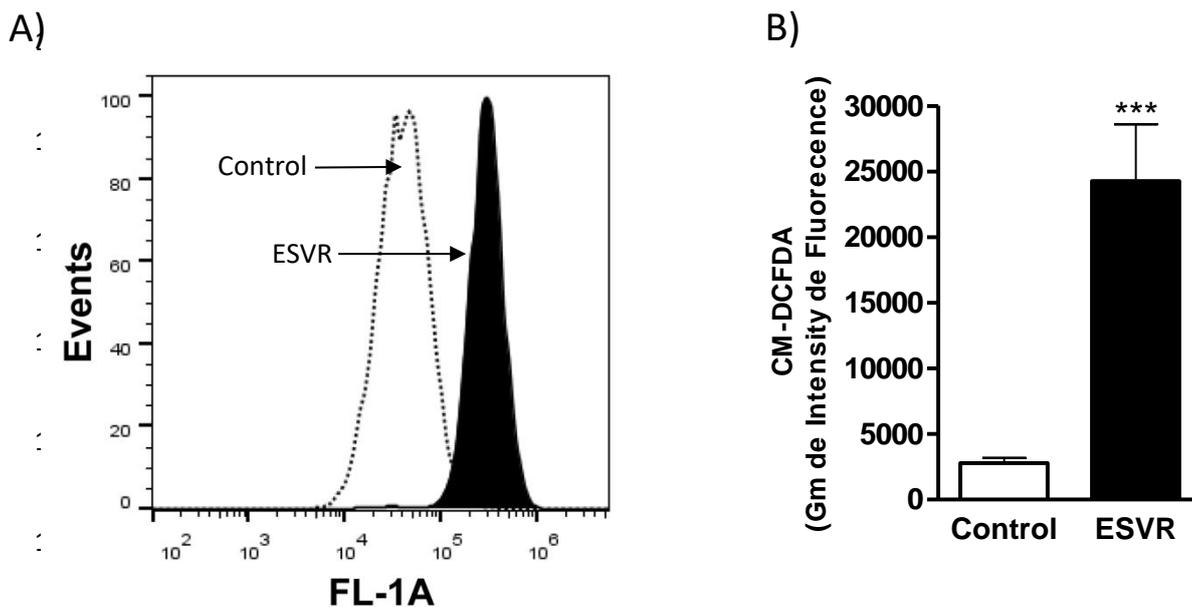 A)
Events
100
80
60
40
20
0
Control
ESVR
10^2
10^3
10^4
10^5
10^6
FL-1A
B)
CM-DCFDA
(Gm de Intensity de Fluorecence)
30000
25000
20000
15000
10000
5000
0
***
Control
ESVR